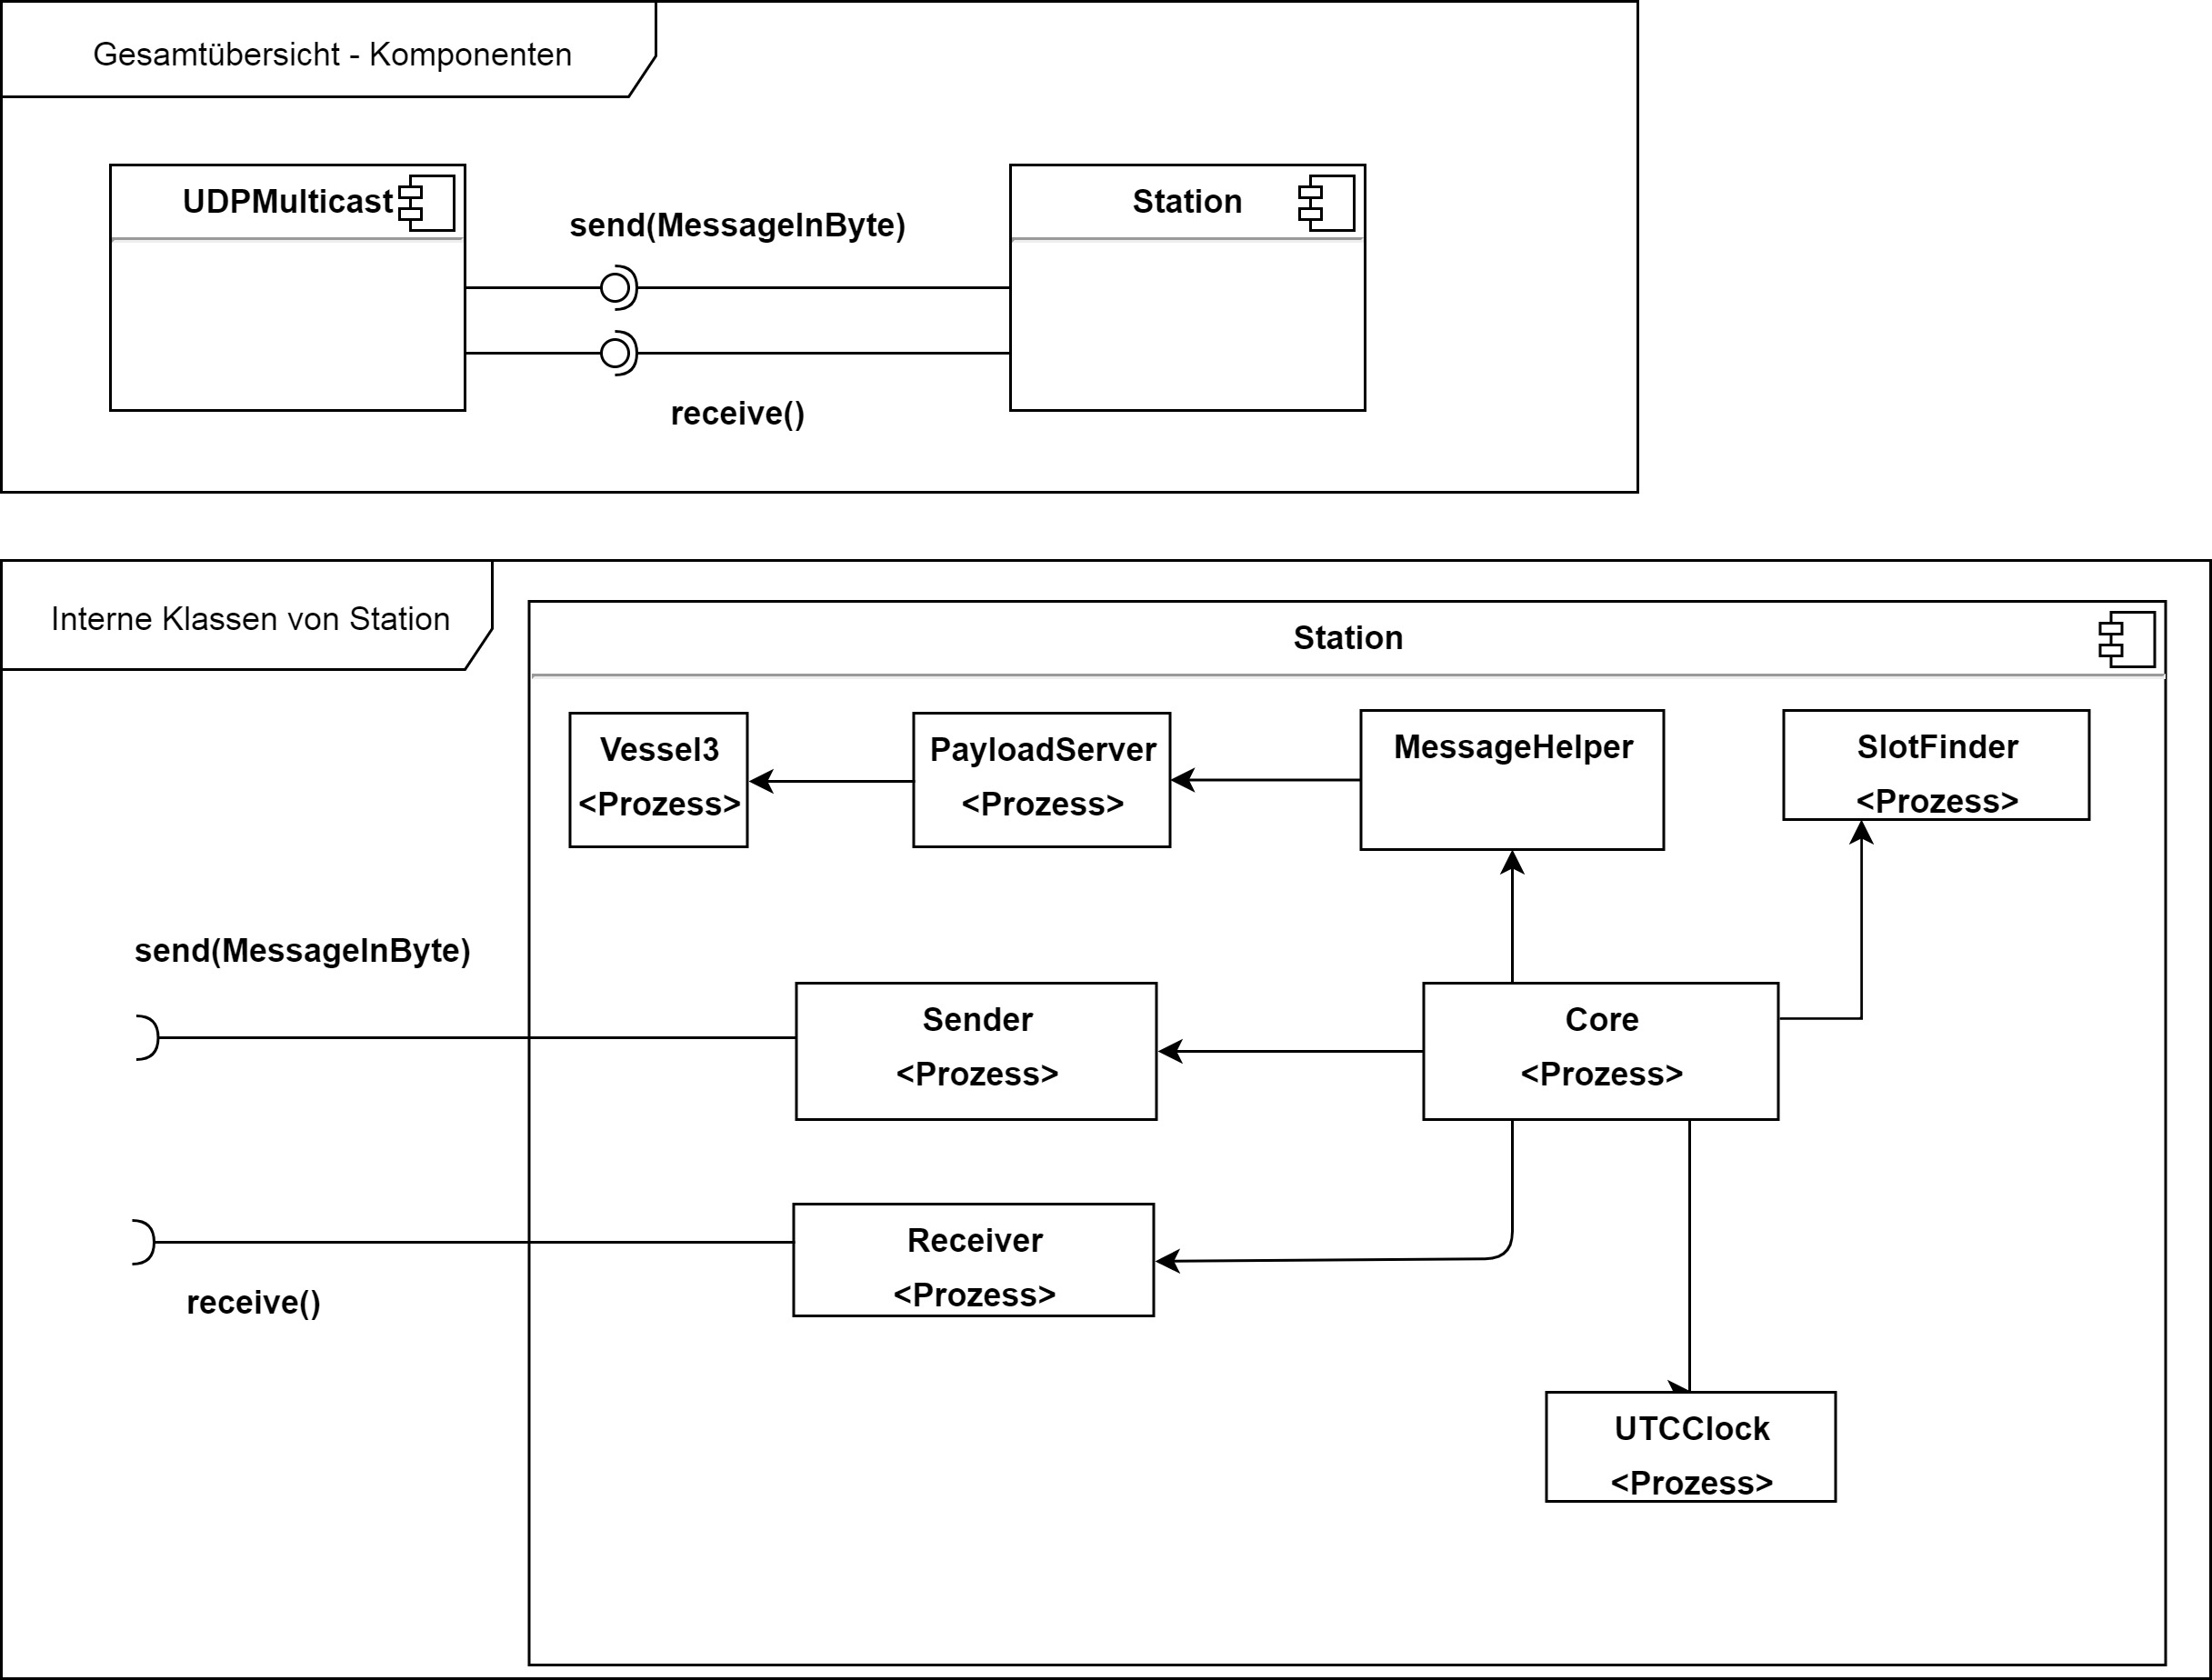 Gesamtübersicht - Komponenten
UDPMulticast
Station
send(MessageInByte)
receive()
Interne Klassen von Station
Station
Vessel3
<Prozess>
PayloadServer
<Prozess>
MessageHelper
SlotFinder
<Prozess>
send(MessageInByte)
Sender
<Prozess>
Core
<Prozess>
Receiver
<Prozess>
receive()
UTCClock
<Prozess>